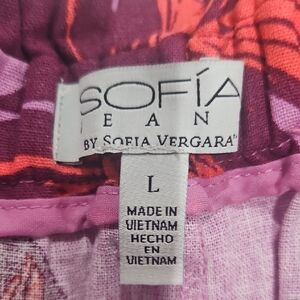 SOFÍA
EAN
BY SOFIA VERGARA
L
MADE IN
VIETNAM
HECHO
EN
VIETNAM